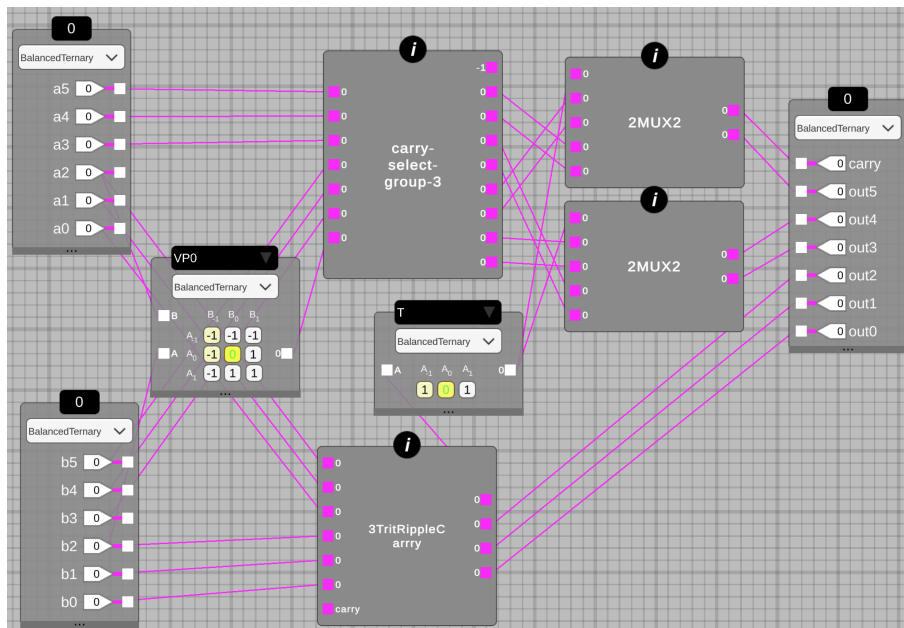 0
BalancedTernary
a5 0
a4 0
a3 0
a2 0
a1 0
a0 0
...
VP0
BalancedTernary
B
B-1 B0 B1
A-1 -1 -1 -1
A A0 -1 0 1 0
A1 -1 1 1
...
0
BalancedTernary
b5 0
b4 0
b3 0
b2 0
b1 0
b0 0
...
i
-1
0 0
0 0
0 0
0 0
0 0
0 0
0 0
0
carry-
select-
group-3
T
BalancedTernary
A A-1 A0 A1 0
1 0 1
...
i
0
0
0
0
0
0
carry
3TritRippleC
arrry
0
0
0
0
i
0
0
0
0
0
2MUX2
0
0
i
0
0
0
0
0
2MUX2
0
0
0
BalancedTernary
0 carry
0 out5
0 out4
0 out3
0 out2
0 out1
0 out0
...